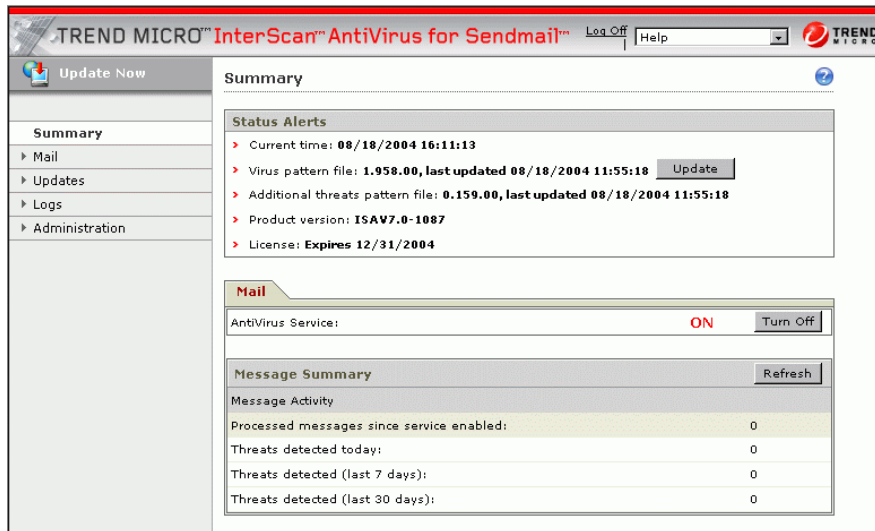 TREND MICRO™ InterScan™ AntiVirus for Sendmail™ Log Off Help TREND MICRO
Update Now
Summary
Mail
Updates
Logs
Administration
Summary
Status Alerts
Current time: 08/18/2004 16:11:13
Virus pattern file: 1.958.00, last updated 08/18/2004 11:55:18 Update
Additional threats pattern file: 0.159.00, last updated 08/18/2004 11:55:18
Product version: ISAV7.0-1087
License: Expires 12/31/2004
Mail
AntiVirus Service: ON Turn Off
Message Summary Refresh
Message Activity
Processed messages since service enabled: 0
Threats detected today: 0
Threats detected (last 7 days): 0
Threats detected (last 30 days): 0